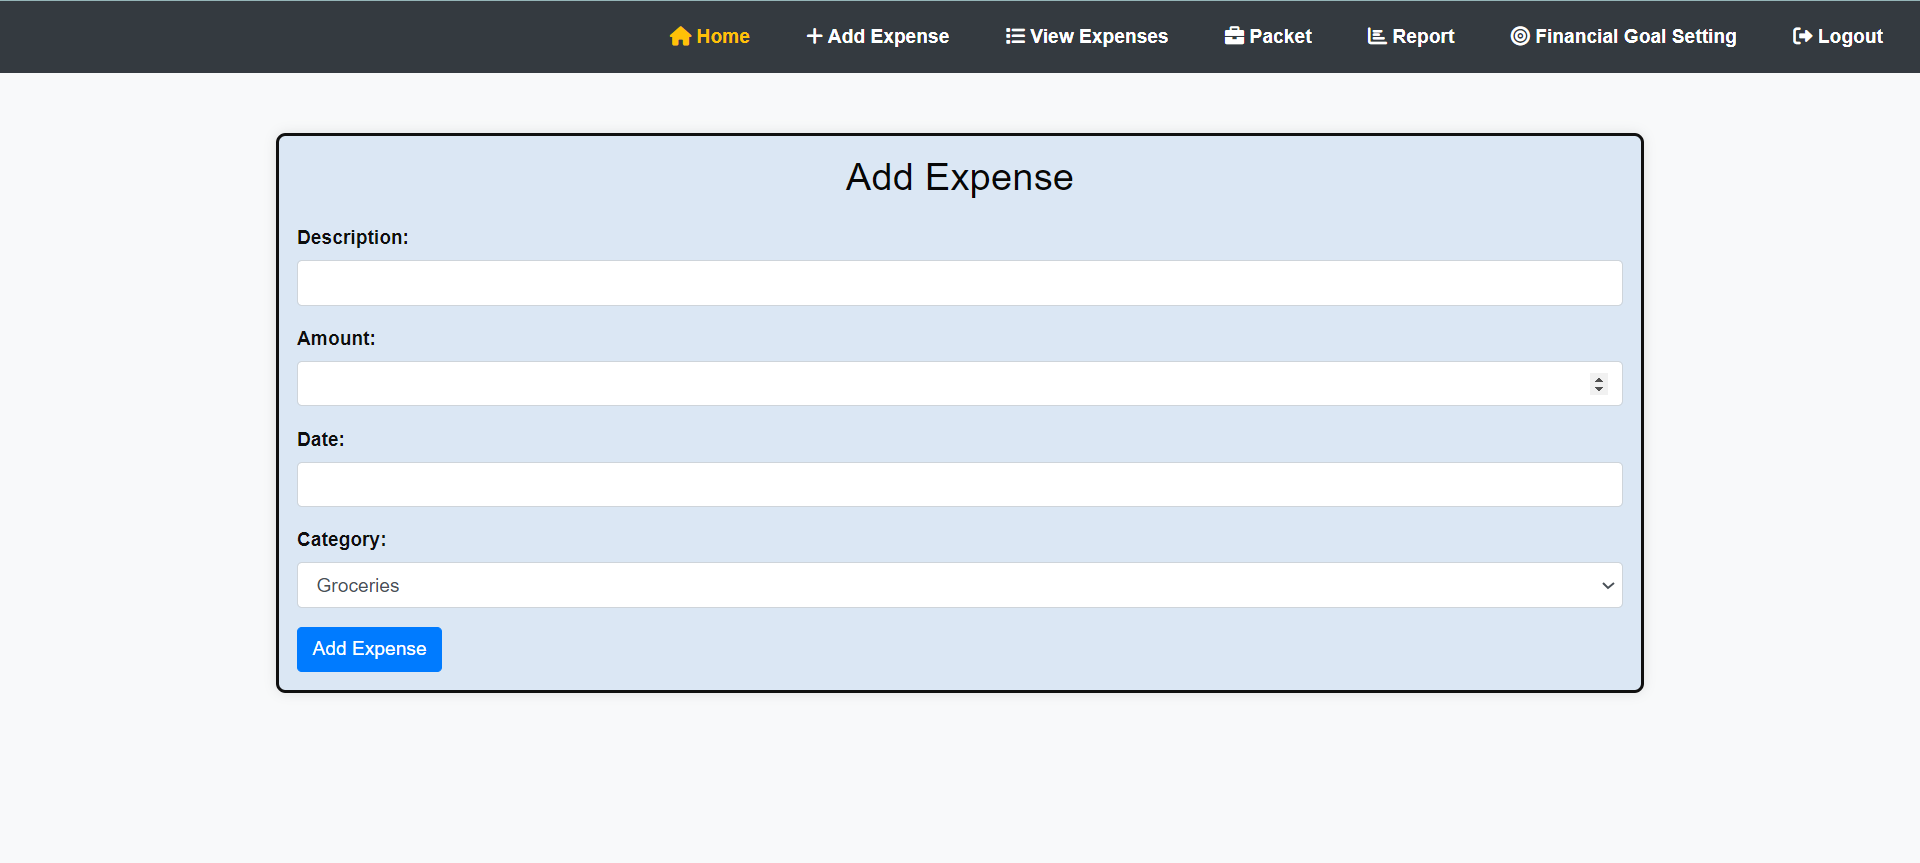 Home Add Expense View Expenses Packet Report Financial Goal Setting Logout
Add Expense
Description:
Amount:
Date:
Category:
Groceries
Add Expense